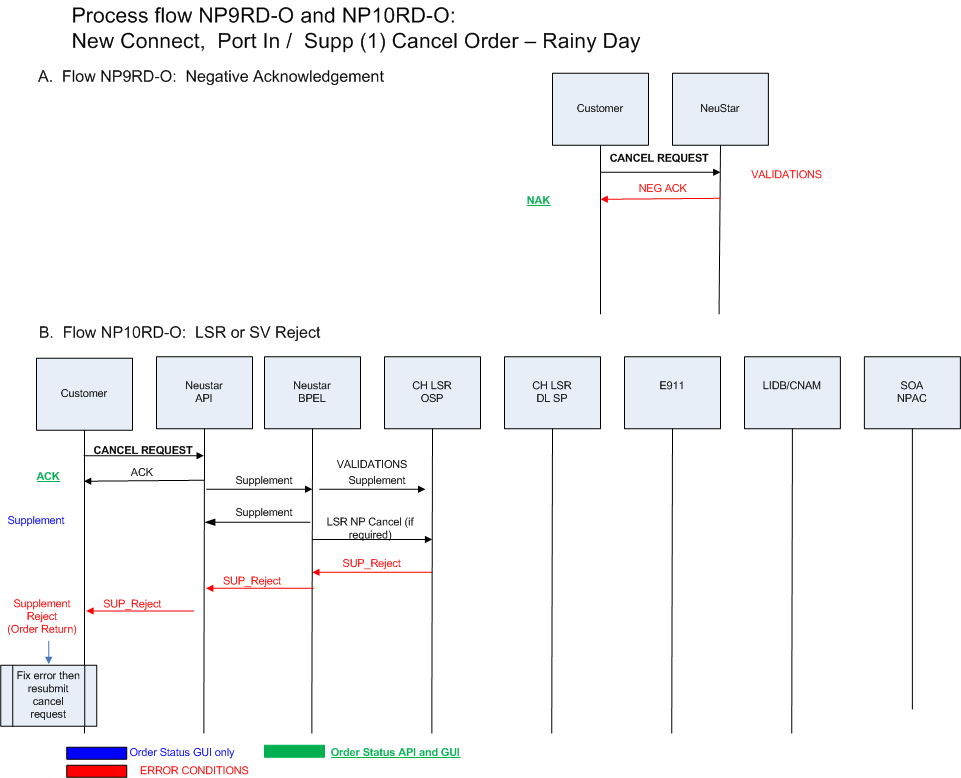 Process flow NP9RD-O and NP10RD-O:
New Connect, Port In / Supp (1) Cancel Order – Rainy Day
A. Flow NP9RD-O: Negative Acknowledgement
Customer
NeuStar
CANCEL REQUEST
VALIDATIONS
NEG ACK
NAK
B. Flow NP10RD-O: LSR or SV Reject
Customer
Neustar
API
Neustar
BPEL
CH LSR
OSP
CH LSR
DL SP
E911
LIDB/CNAM
SOA
NPAC
CANCEL REQUEST
ACK
ACK
VALIDATIONS
Supplement
Supplement
Supplement
Supplement
LSR NP Cancel (if
required)
SUP_Reject
SUP_Reject
SUP_Reject
Supplement
Reject
(Order Return)
Fix error then
resubmit
cancel
request
Order Status GUI only
Order Status API and GUI
ERROR CONDITIONS